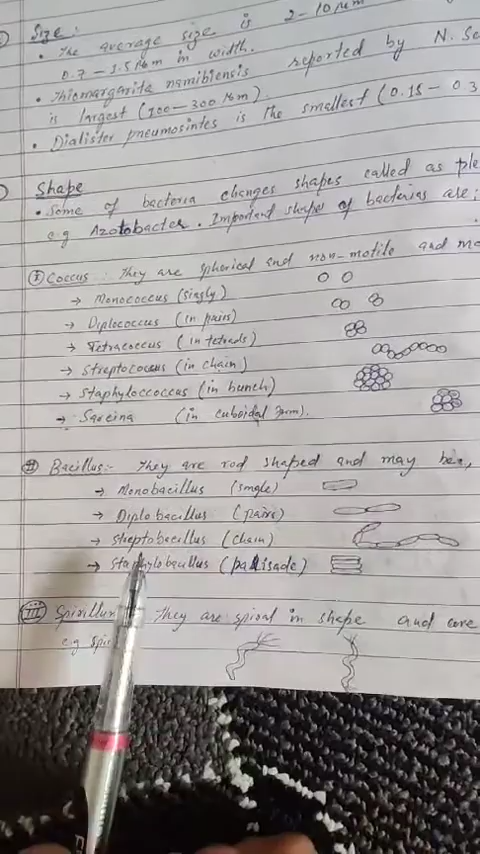 Size:
• The average size is 2-10 µm
0.7 - 1.5 µm in width.
• Thiomargarita namibiensis reported by N. Se
is largest (100-300 µm).
• Dialister pneumosintes is the smallest (0.15 - 0.3
Shape
• Some of bacteria changes shapes called as ple
e.g Azotobacter. Important shapes of bacterias are;
(I) Coccus: They are spherical and non-motile and mo
→ Monococcus (singly)
→ Diplococcus (in pairs)
→ Tetracoccus (in tetrads)
→ Streptococcus (in chain)
→ Staphyloccoccus (in bunch)
→ Sarcina (in cuboidal form).
(II) Bacillus:- They are rod shaped and may be
→ Monobacillus (single)
→ Diplobacillus (pairs)
→ Streptobacillus (chain)
→ Staphylobacillus (pallisade)
(III) Spirillum They are spiral in shape and are
e.g Spi